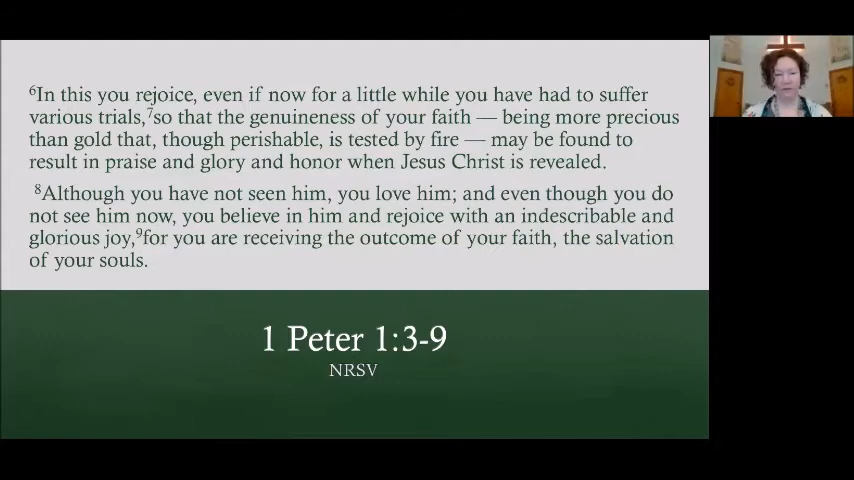 ⁶In this you rejoice, even if now for a little while you have had to suffer
various trials,⁷so that the genuineness of your faith — being more precious
than gold that, though perishable, is tested by fire — may be found to
result in praise and glory and honor when Jesus Christ is revealed.
⁸Although you have not seen him, you love him; and even though you do
not see him now, you believe in him and rejoice with an indescribable and
glorious joy,⁹for you are receiving the outcome of your faith, the salvation
of your souls.
1 Peter 1:3-9
NRSV